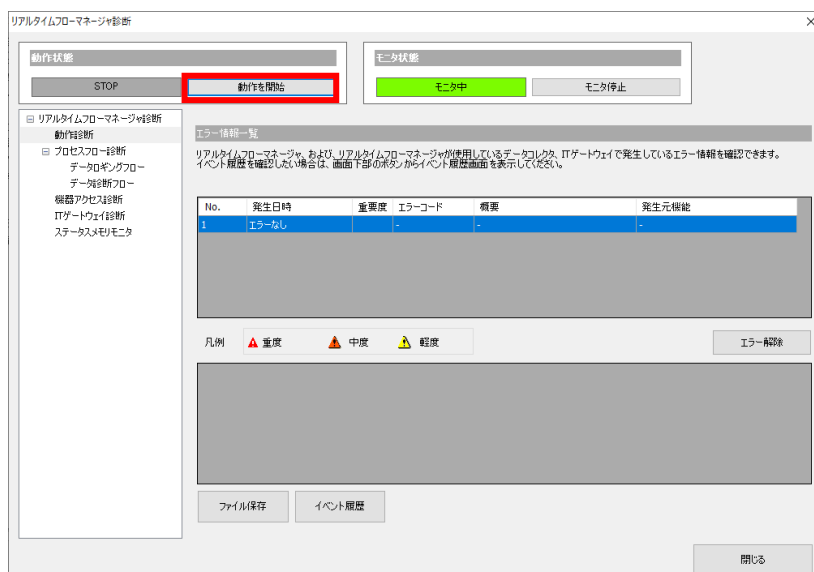 リアルタイムフローマネージャ診断
動作状態
STOP
動作を開始
モニタ状態
モニタ中
モニタ停止
リアルタイムフローマネージャ診断
動作診断
プロセスフロー診断
データロギングフロー
データ診断フロー
機器アクセス診断
ITゲートウェイ診断
ステータスメモリモニタ
エラー情報一覧
リアルタイムフローマネージャ、および、リアルタイムフローマネージャが使用しているデータコレクタ、ITゲートウェイで発生しているエラー情報を確認できます。
イベント履歴を確認したい場合は、画面下部のボタンからイベント履歴画面を表示してください。
No. 発生日時 重要度 エラーコード 概要 発生元機能
1 エラーなし - - -
凡例 重度 中度 軽度
エラー解除
ファイル保存
イベント履歴
閉じる